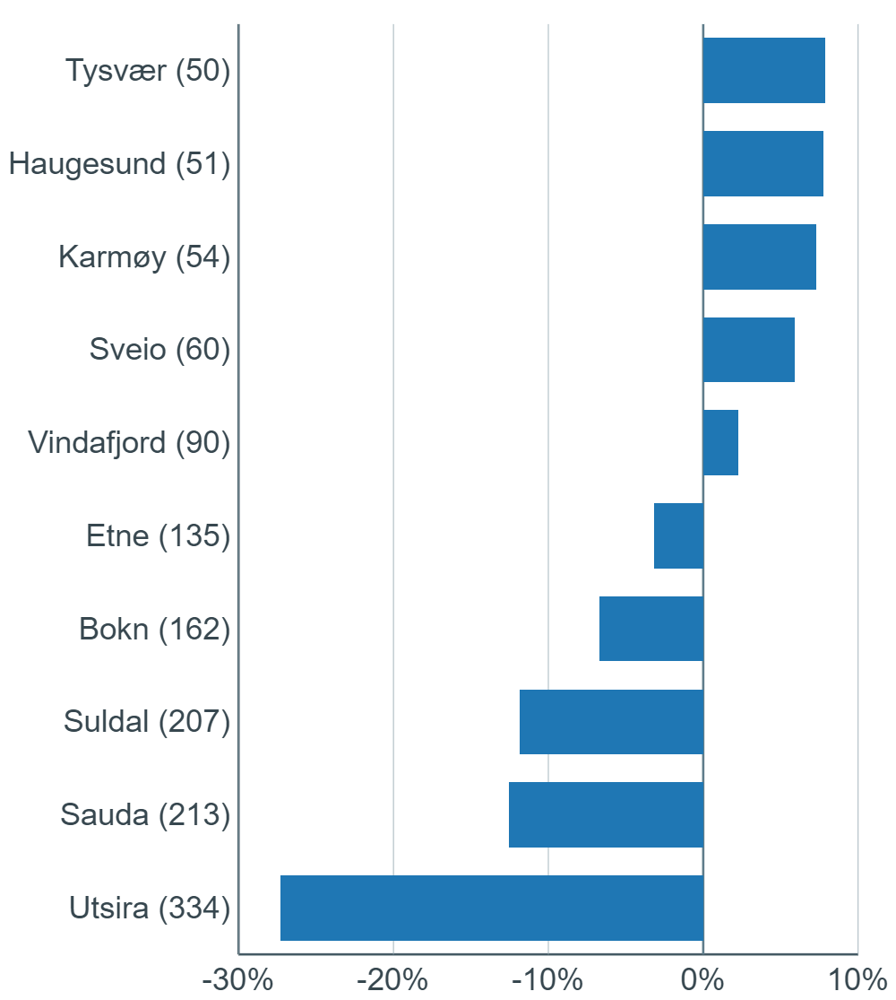 Tysvær (50)
Haugesund (51)
Karmøy (54)
Sveio (60)
Vindafjord (90)
Etne (135)
Bokn (162)
Suldal (207)
Sauda (213)
Utsira (334)
-30% -20% -10% 0% 10%